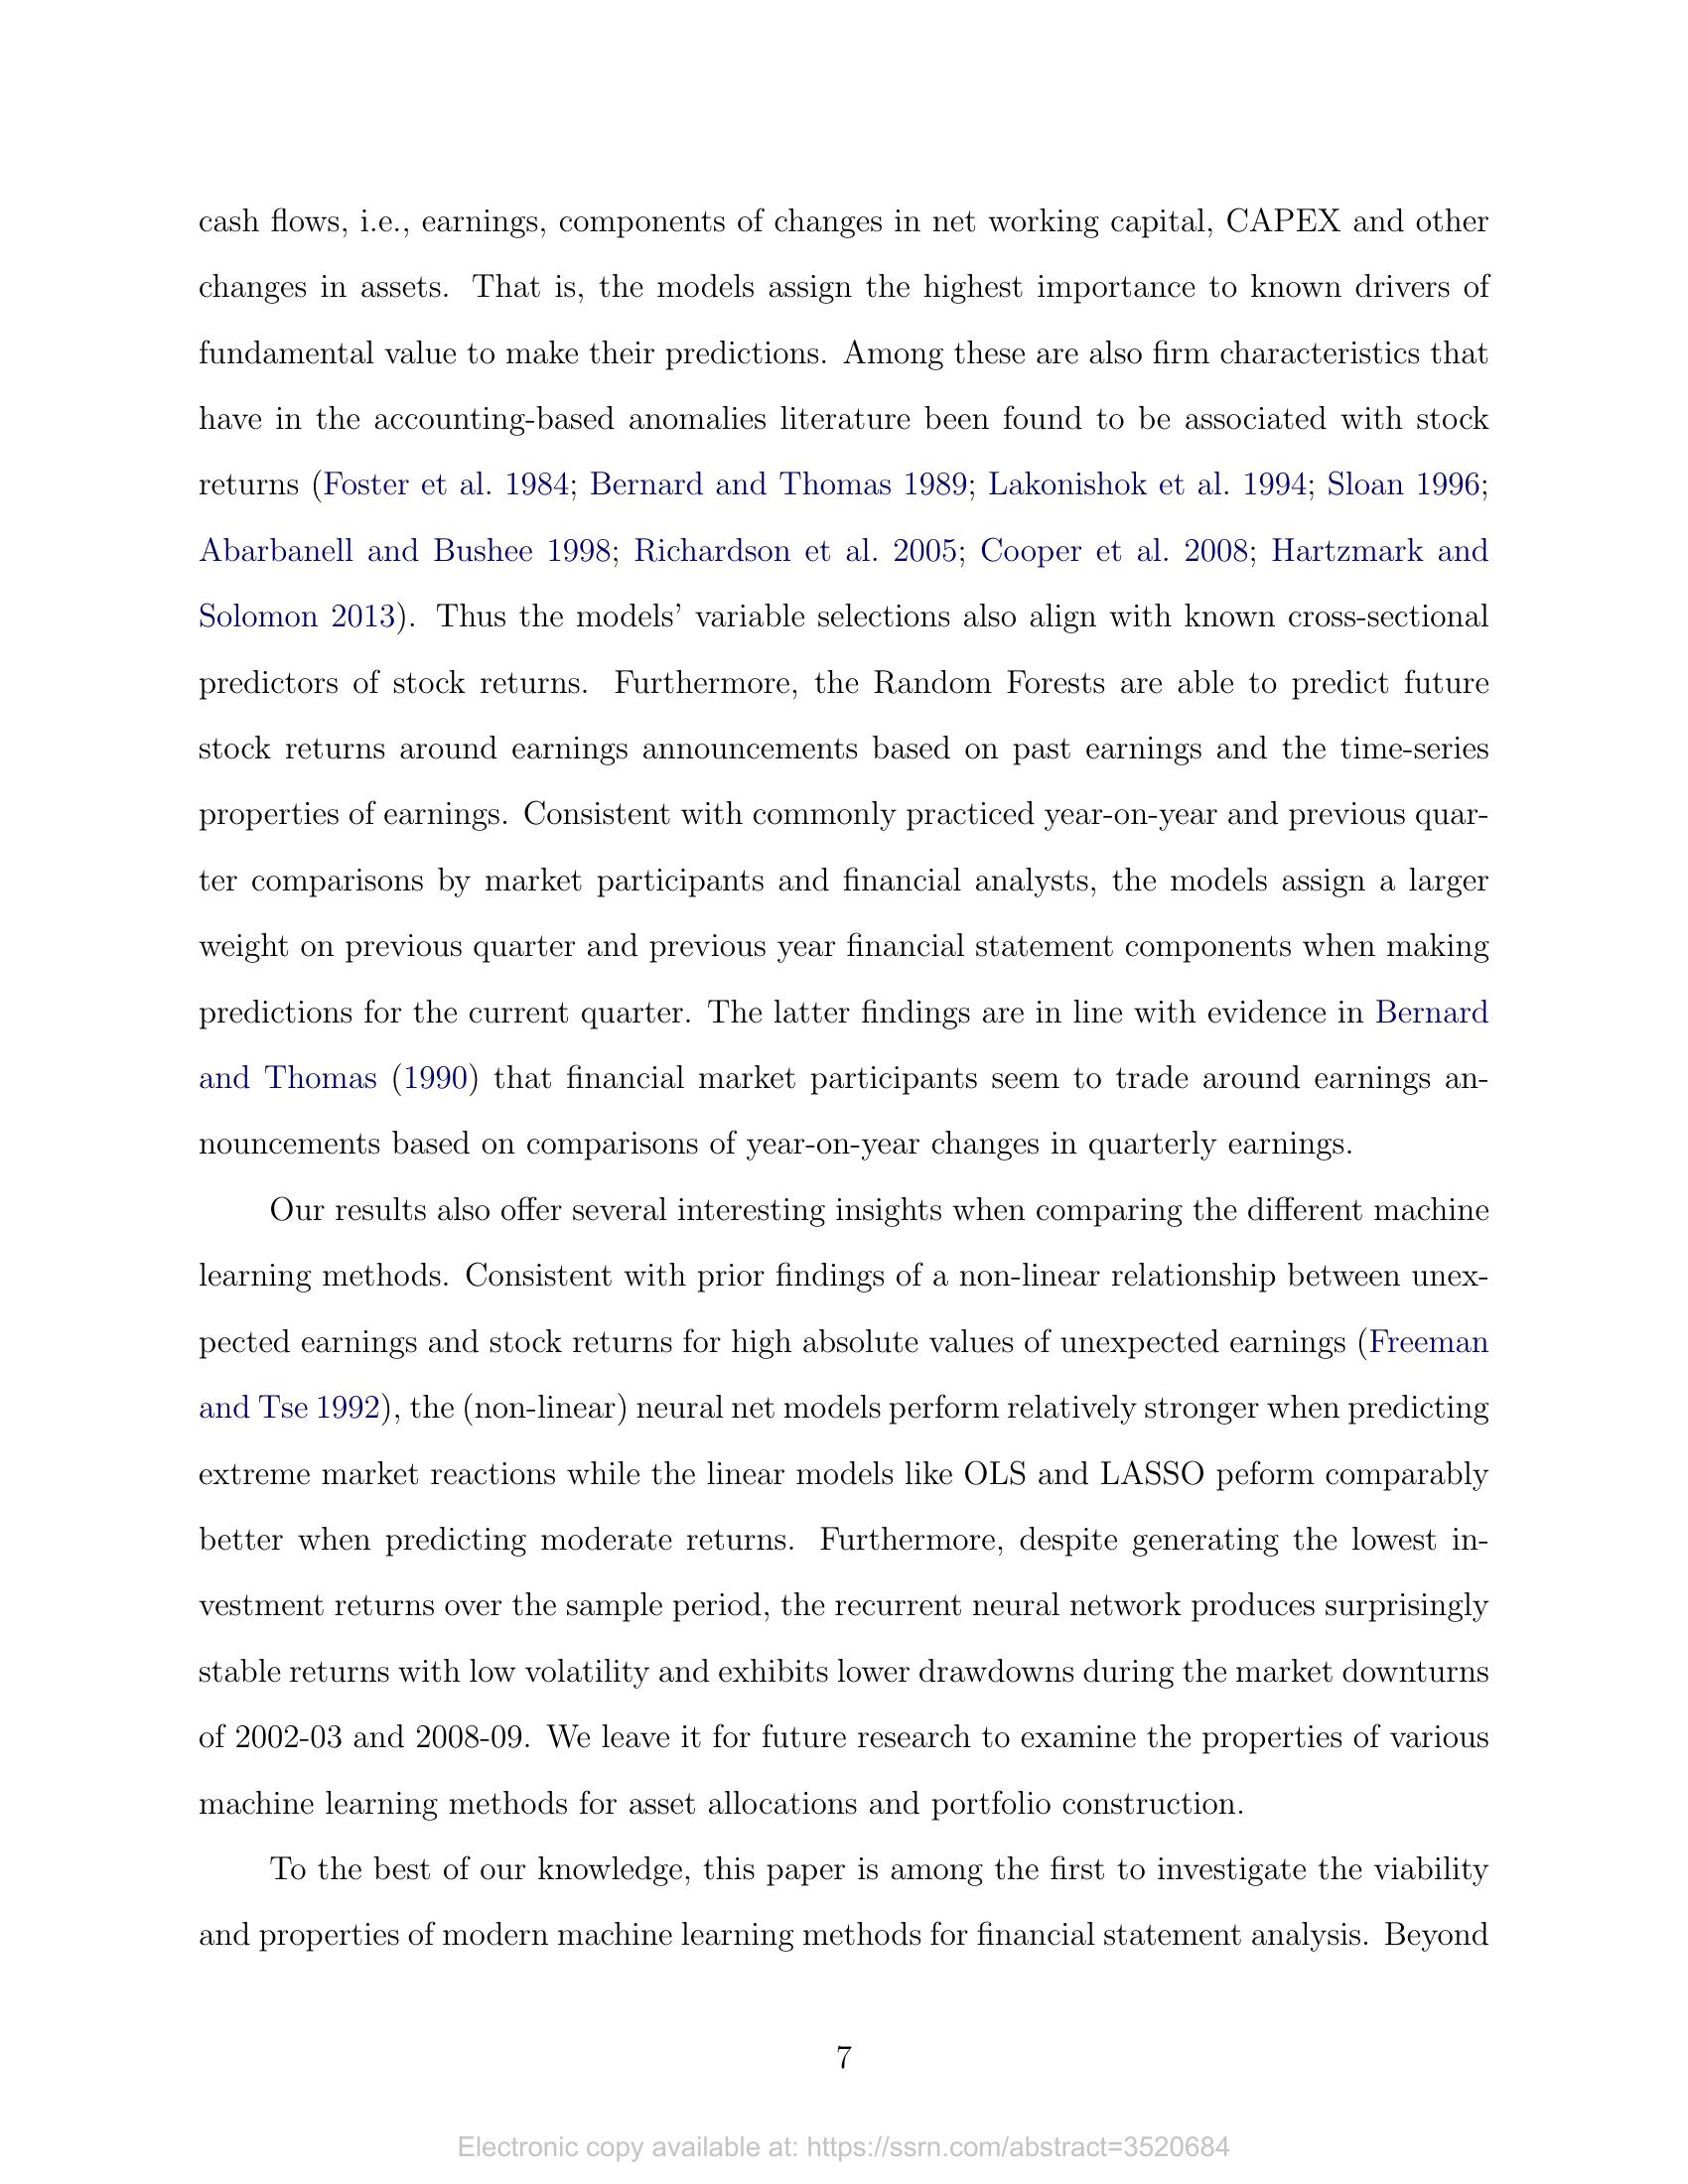 cash flows, i.e., earnings, components of changes in net working capital, CAPEX and other
changes in assets. That is, the models assign the highest importance to known drivers of
fundamental value to make their predictions. Among these are also firm characteristics that
have in the accounting-based anomalies literature been found to be associated with stock
returns (Foster et al. 1984; Bernard and Thomas 1989; Lakonishok et al. 1994; Sloan 1996;
Abarbanell and Bushee 1998; Richardson et al. 2005; Cooper et al. 2008; Hartzmark and
Solomon 2013). Thus the models’ variable selections also align with known cross-sectional
predictors of stock returns. Furthermore, the Random Forests are able to predict future
stock returns around earnings announcements based on past earnings and the time-series
properties of earnings. Consistent with commonly practiced year-on-year and previous quar-
ter comparisons by market participants and financial analysts, the models assign a larger
weight on previous quarter and previous year financial statement components when making
predictions for the current quarter. The latter findings are in line with evidence in Bernard
and Thomas (1990) that financial market participants seem to trade around earnings an-
nouncements based on comparisons of year-on-year changes in quarterly earnings.
Our results also offer several interesting insights when comparing the different machine
learning methods. Consistent with prior findings of a non-linear relationship between unex-
pected earnings and stock returns for high absolute values of unexpected earnings (Freeman
and Tse 1992), the (non-linear) neural net models perform relatively stronger when predicting
extreme market reactions while the linear models like OLS and LASSO peform comparably
better when predicting moderate returns. Furthermore, despite generating the lowest in-
vestment returns over the sample period, the recurrent neural network produces surprisingly
stable returns with low volatility and exhibits lower drawdowns during the market downturns
of 2002-03 and 2008-09. We leave it for future research to examine the properties of various
machine learning methods for asset allocations and portfolio construction.
To the best of our knowledge, this paper is among the first to investigate the viability
and properties of modern machine learning methods for financial statement analysis. Beyond
7
Electronic copy available at: https://ssrn.com/abstract=3520684